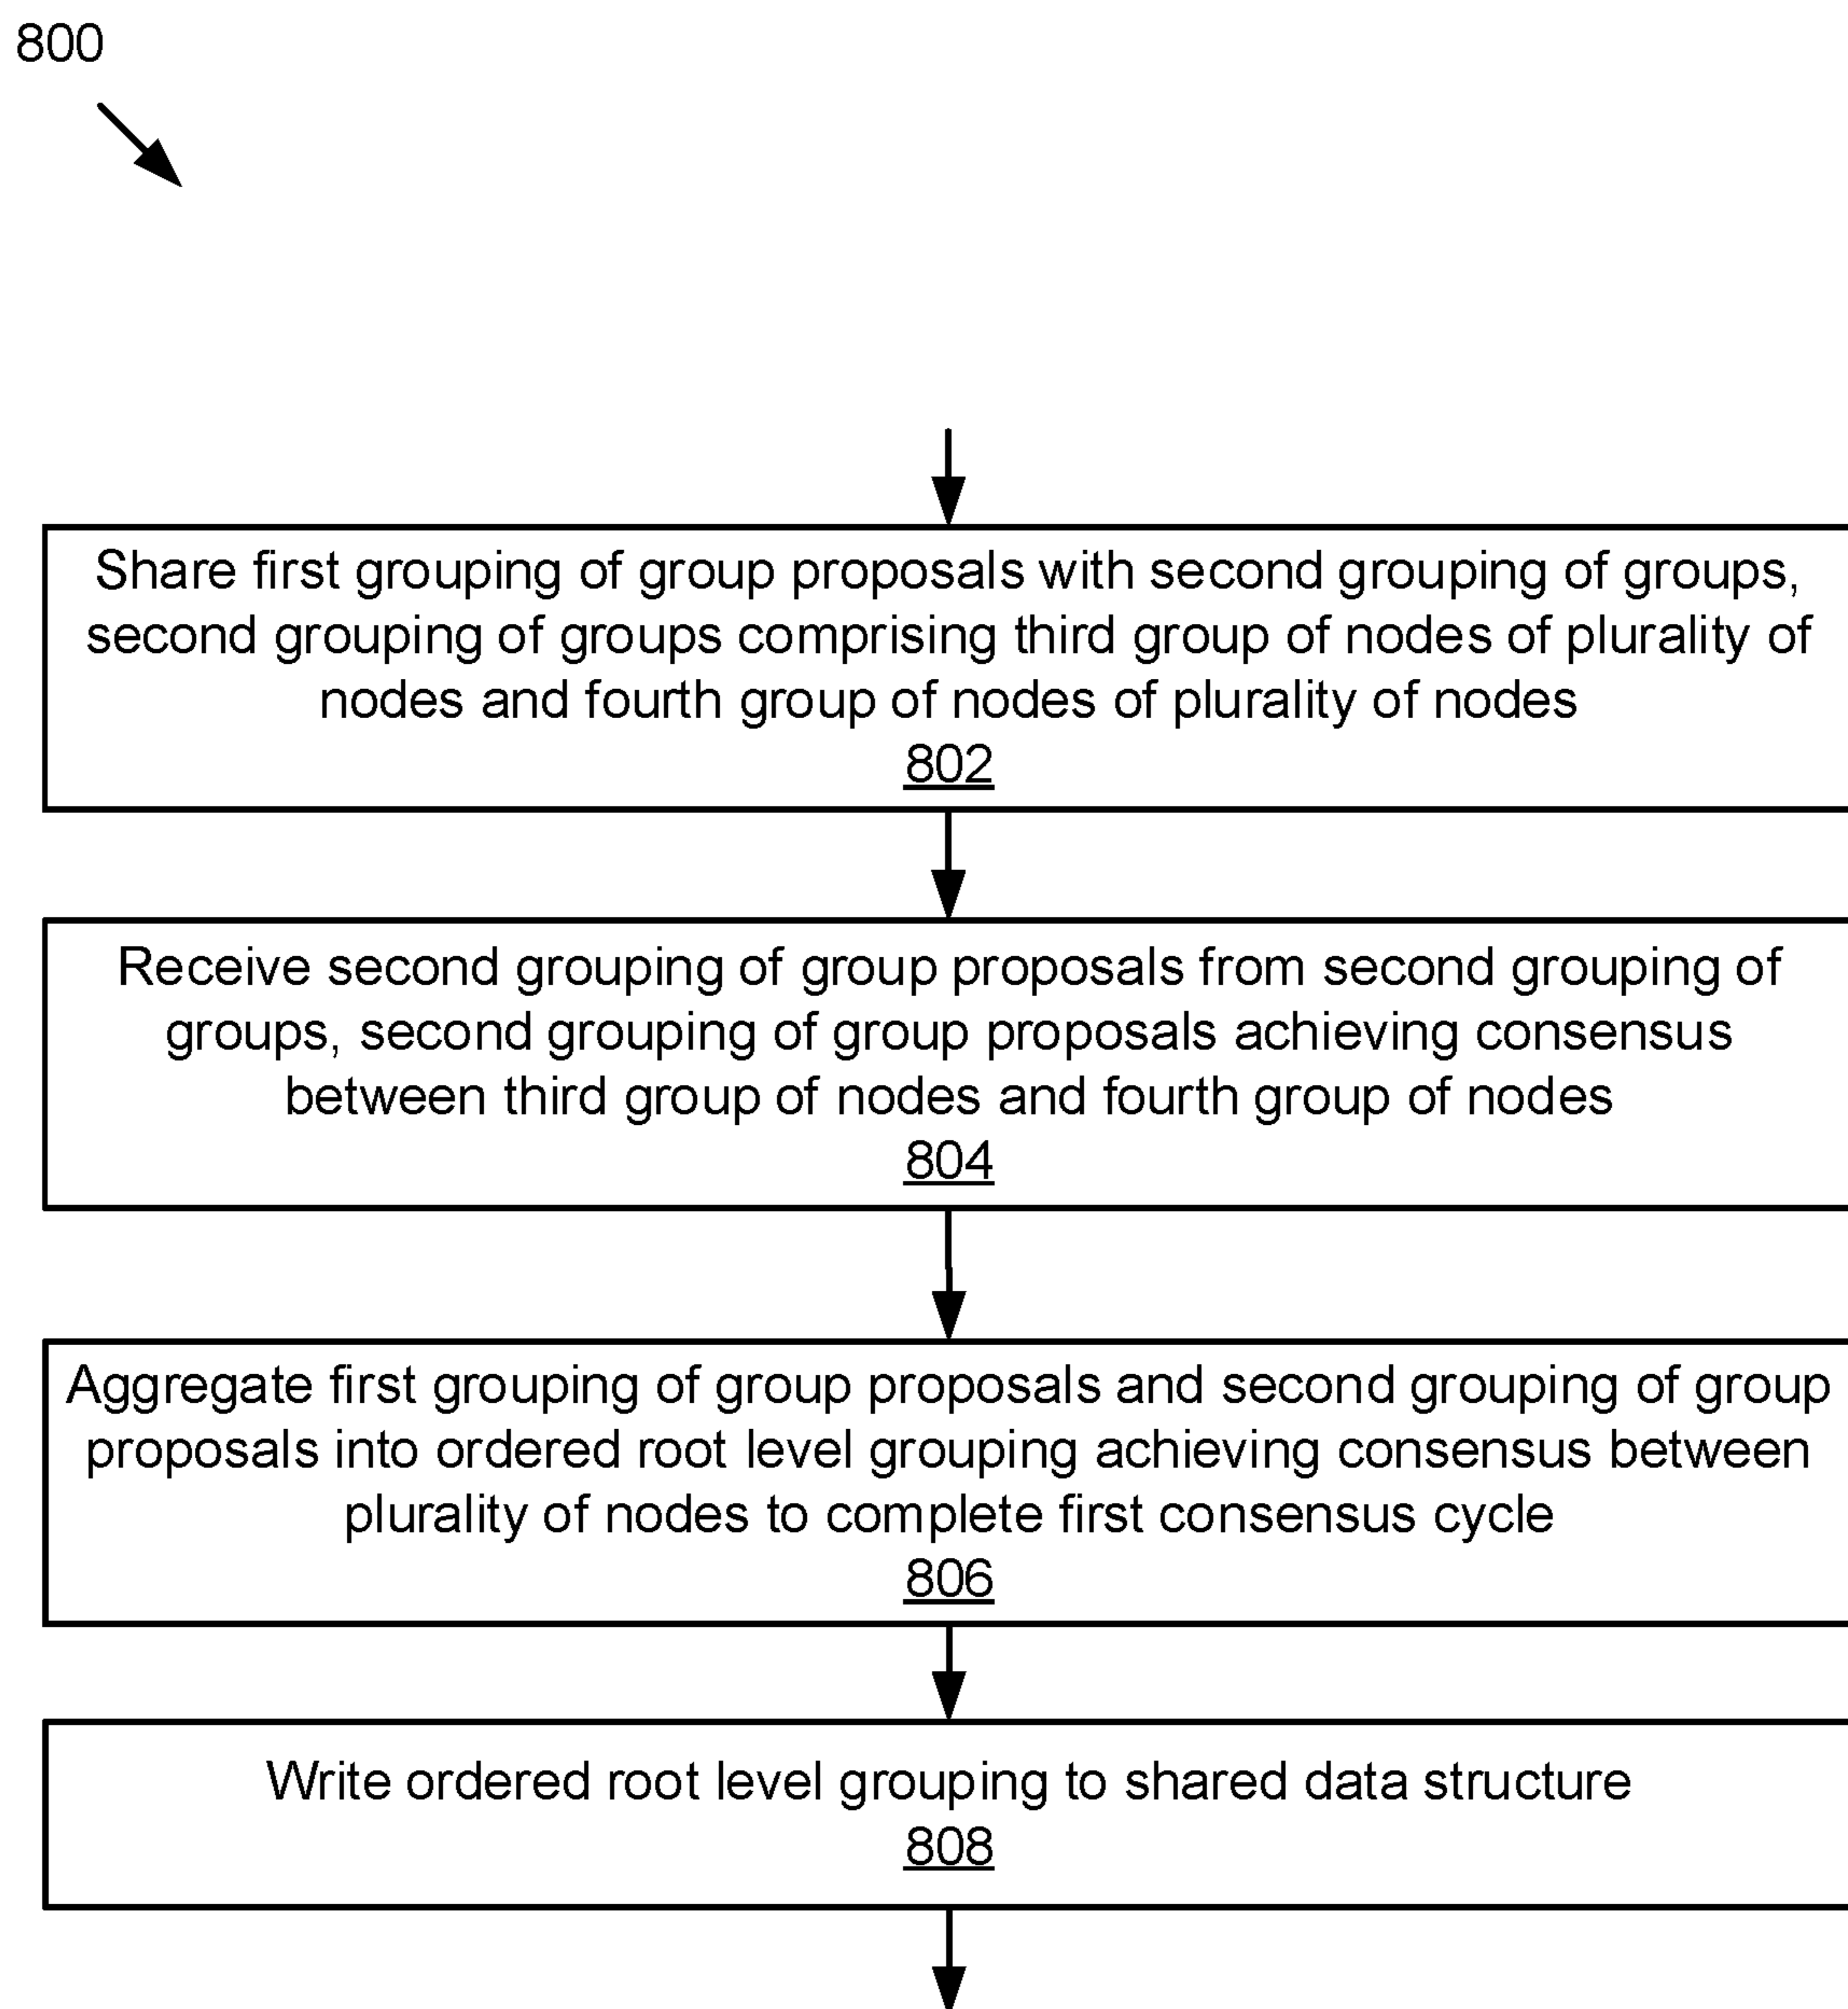 800
Share first grouping of group proposals with second grouping of groups,
second grouping of groups comprising third group of nodes of plurality of
nodes and fourth group of nodes of plurality of nodes
802
Receive second grouping of group proposals from second grouping of
groups, second grouping of group proposals achieving consensus
between third group of nodes and fourth group of nodes
804
Aggregate first grouping of group proposals and second grouping of group
proposals into ordered root level grouping achieving consensus between
plurality of nodes to complete first consensus cycle
806
Write ordered root level grouping to shared data structure
808